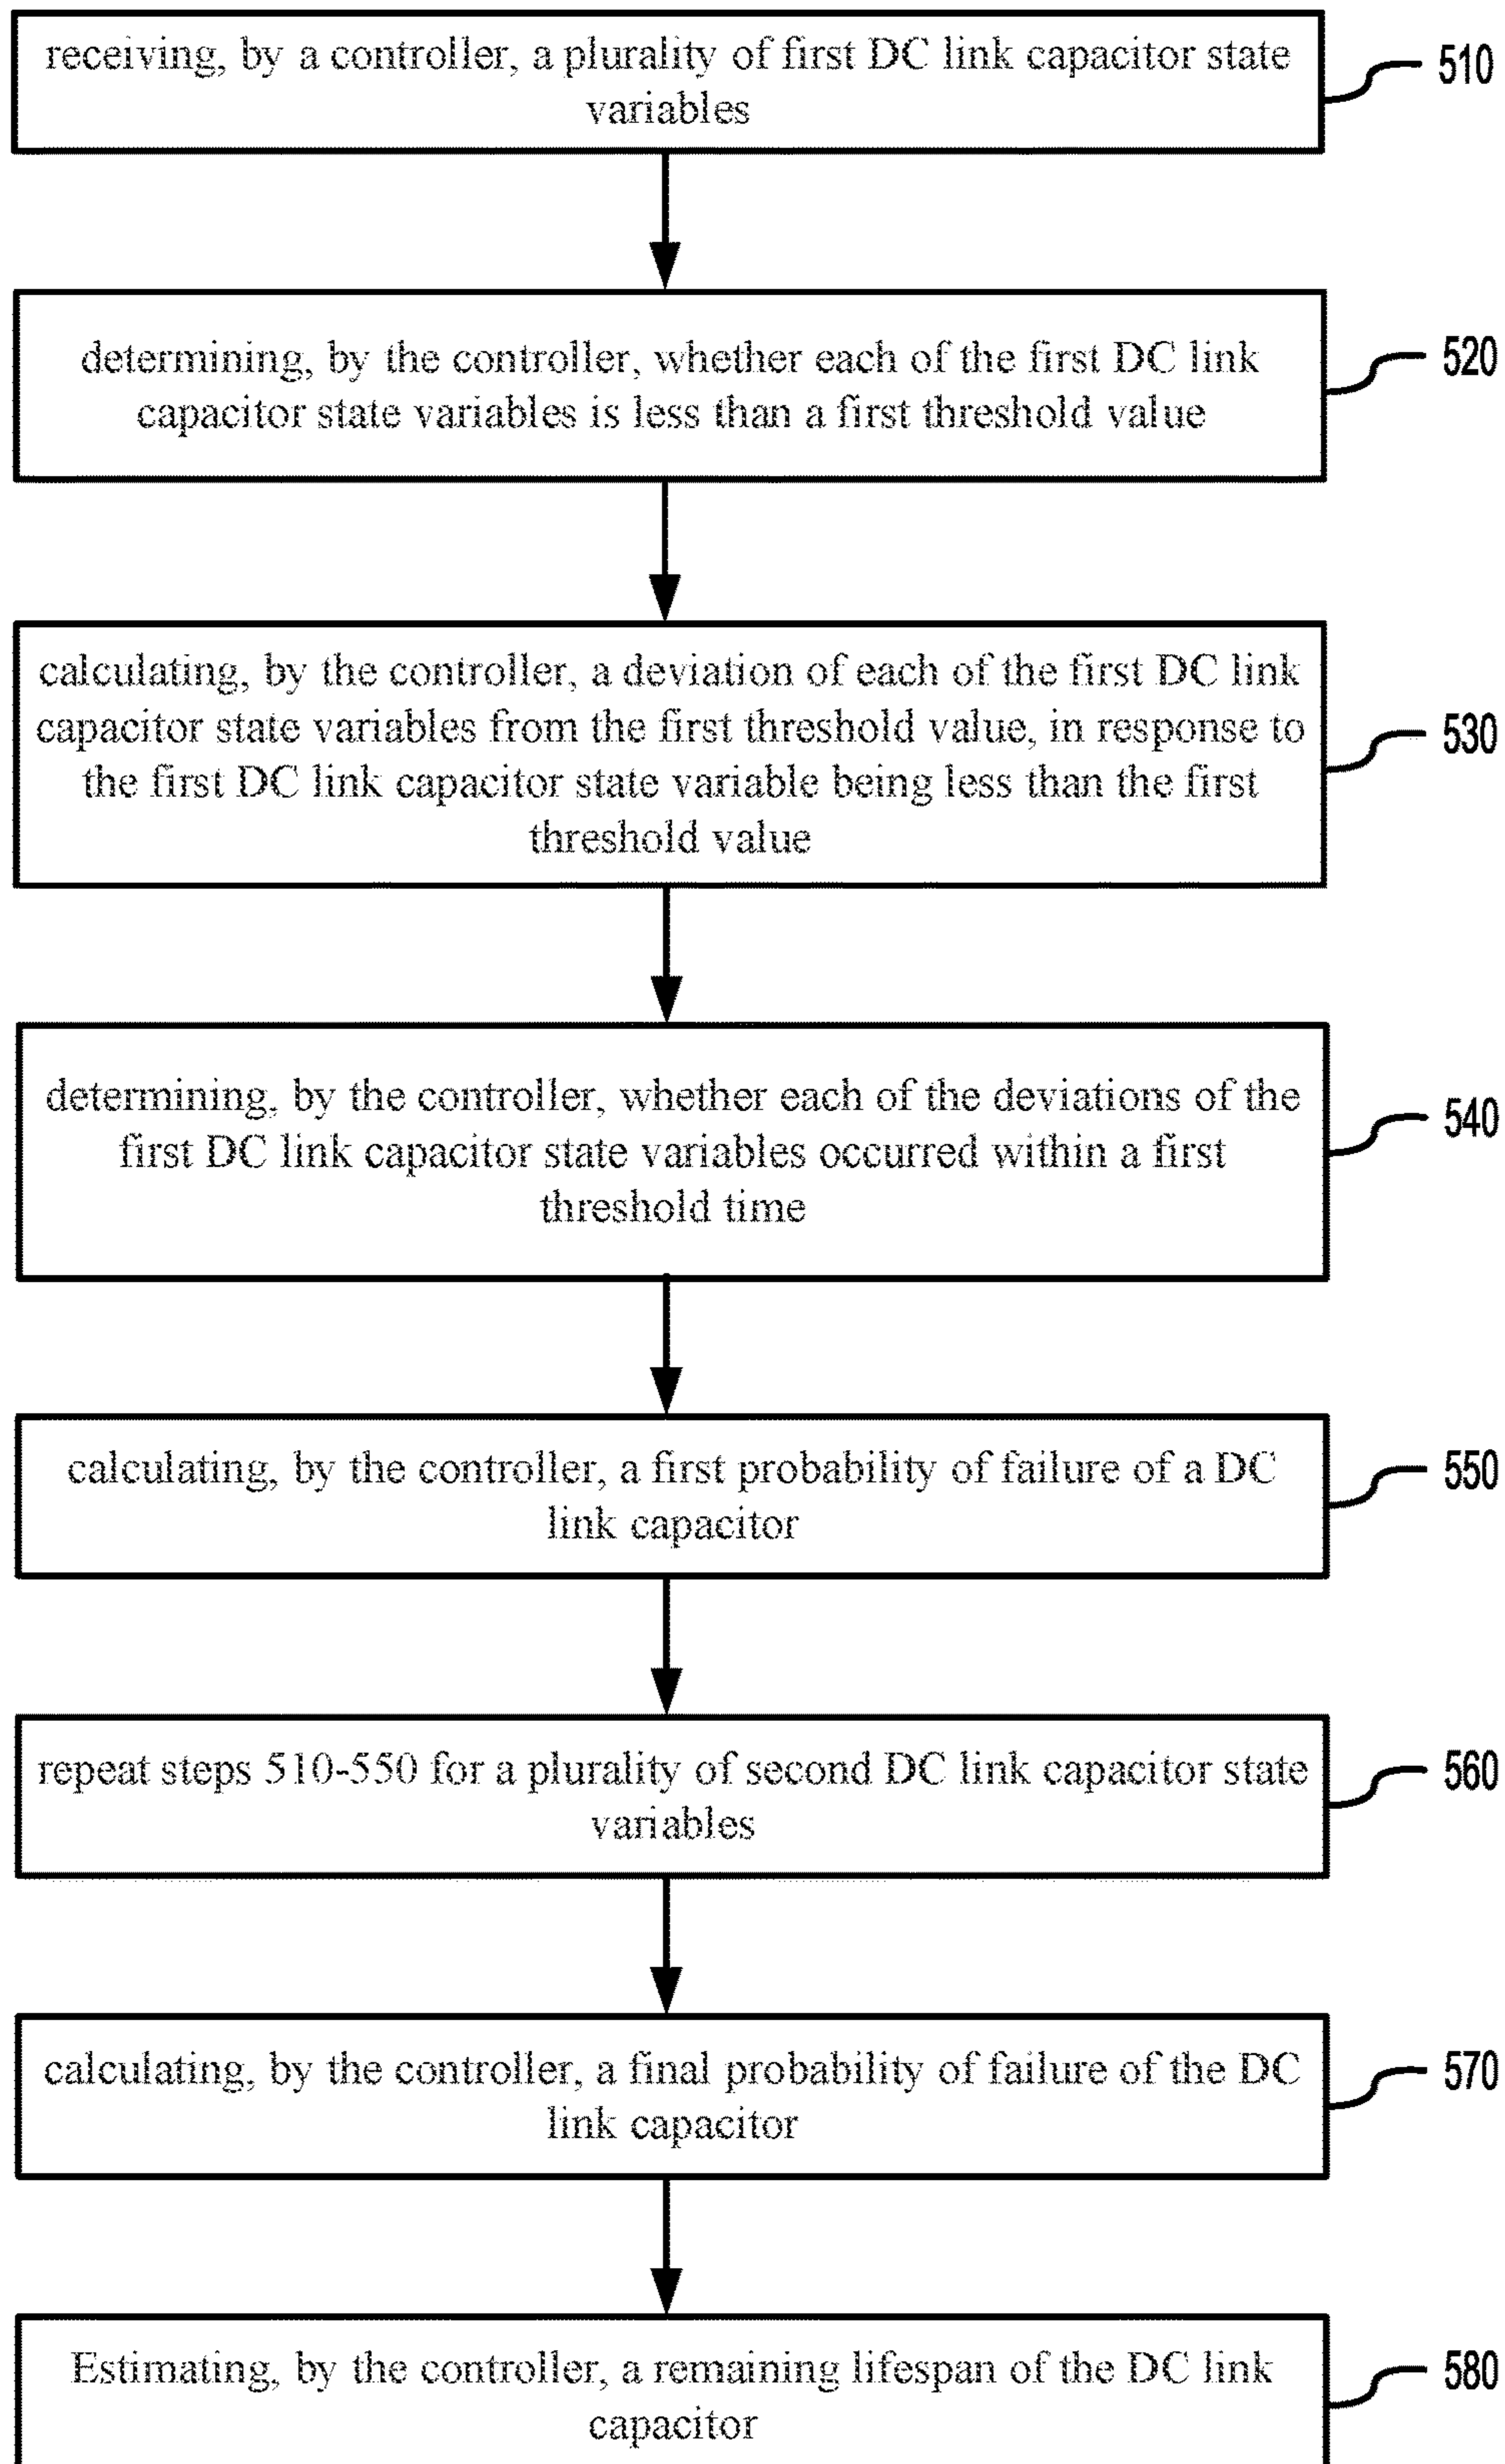 receiving, by a controller, a plurality of first DC link capacitor state
variables
510
determining, by the controller, whether each of the first DC link
capacitor state variables is less than a first threshold value
520
calculating, by the controller, a deviation of each of the first DC link
capacitor state variables from the first threshold value, in response to
the first DC link capacitor state variable being less than the first
threshold value
530
determining, by the controller, whether each of the deviations of the
first DC link capacitor state variables occurred within a first
threshold time
540
calculating, by the controller, a first probability of failure of a DC
link capacitor
550
repeat steps 510-550 for a plurality of second DC link capacitor state
variables
560
calculating, by the controller, a final probability of failure of the DC
link capacitor
570
Estimating, by the controller, a remaining lifespan of the DC link
capacitor
580